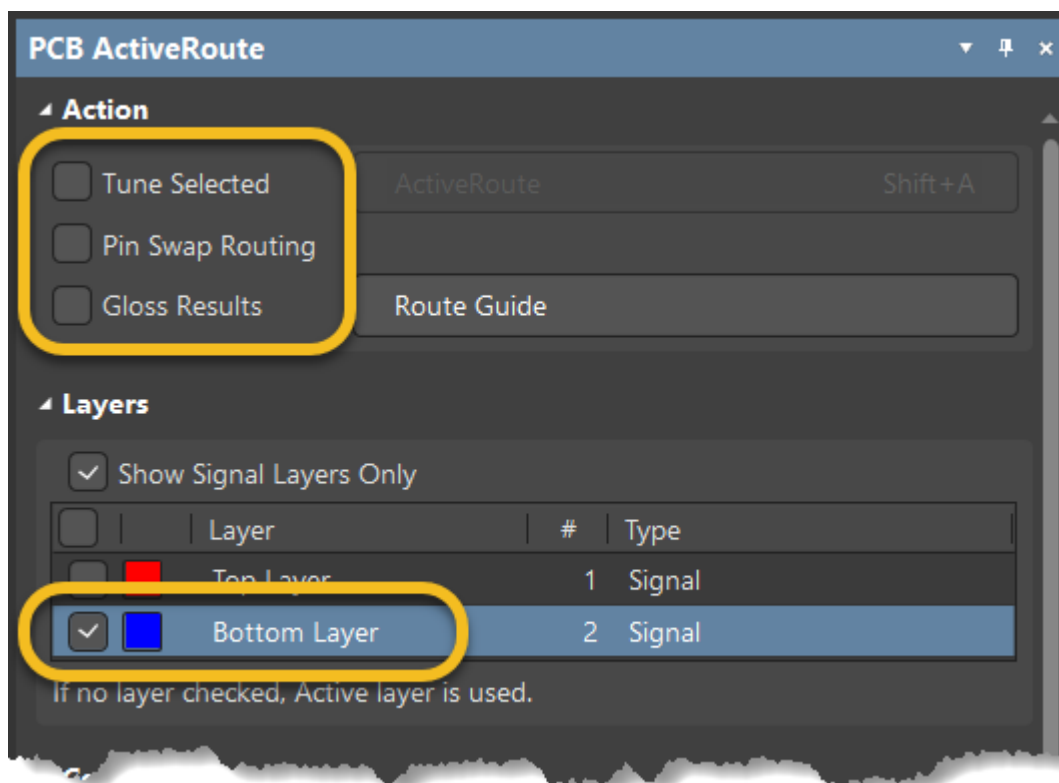 PCB ActiveRoute
Action
Tune Selected ActiveRoute Shift+A
Pin Swap Routing
Gloss Results Route Guide
Layers
Show Signal Layers Only
Layer # Type
Top Layer 1 Signal
Bottom Layer 2 Signal
If no layer checked, Active layer is used.